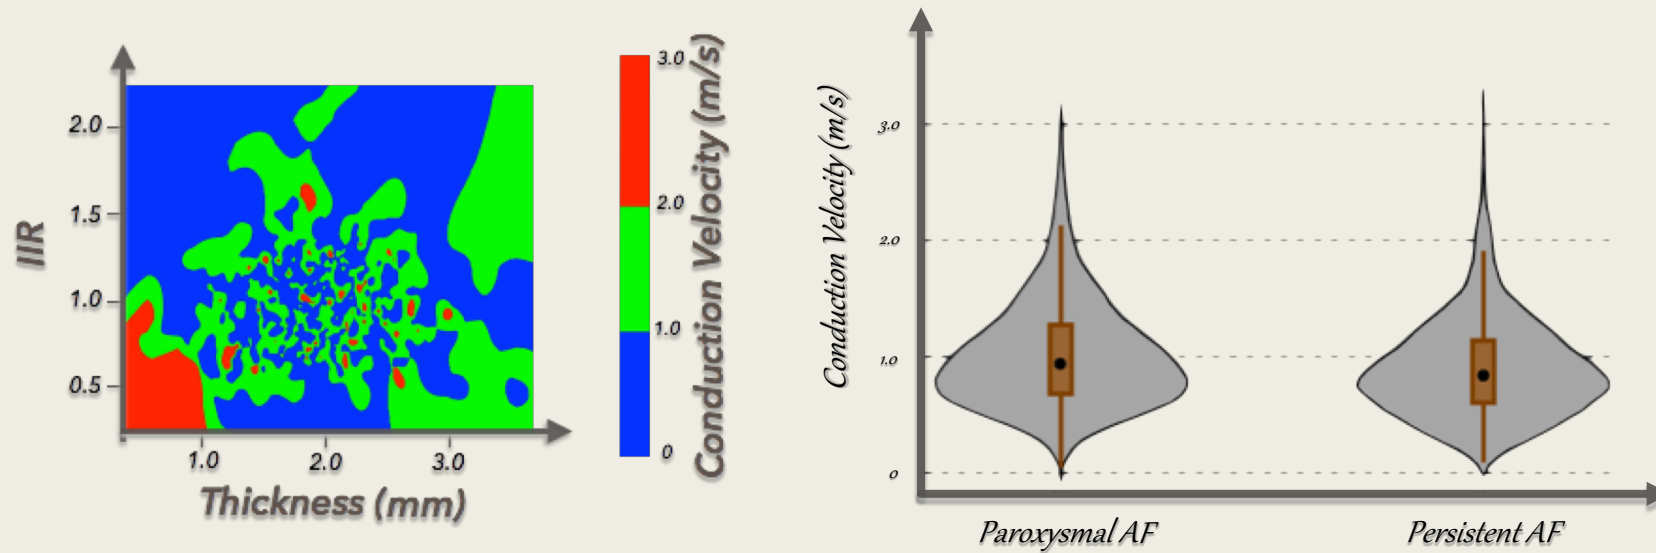 IIR
2.0
1.5
1.0
0.5
1.0
2.0
3.0
Thickness (mm)
3.0
2.0
1.0
0
Conduction Velocity (m/s)
Conduction Velocity (m/s)
3.0
2.0
1.0
0
Paroxysmal AF
Persistent AF